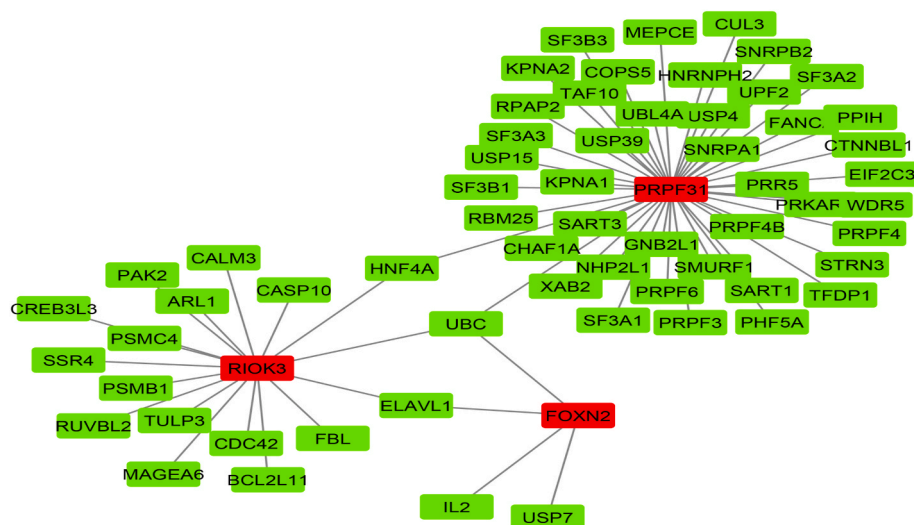 CUL3
MEPCE
SF3B3
SNRPB2
KPNA2
COPS5
HNRNPH2
SF3A2
TAF10
UPF2
RPAP2
UBL4A
USP4
PPIH
FANC
SF3A3
USP39
SNRPA1
CTNNBL1
USP15
EIF2C3
SF3B1
KPNA1
PRPF31
PRR5
PRKAR
WDR5
RBM25
SART3
PRPF4B
PRPF4
CHAF1A
GNB2L1
HNF4A
NHP2L1
SMURF1
STRN3
CALM3
PAK2
XAB2
PRPF6
SART1
TFDP1
CASP10
ARL1
CREB3L3
SF3A1
PRPF3
PHF5A
UBC
PSMC4
SSR4
RIOK3
PSMB1
ELAVL1
FOXN2
RUVBL2
TULP3
CDC42
FBL
MAGEA6
BCL2L11
IL2
USP7